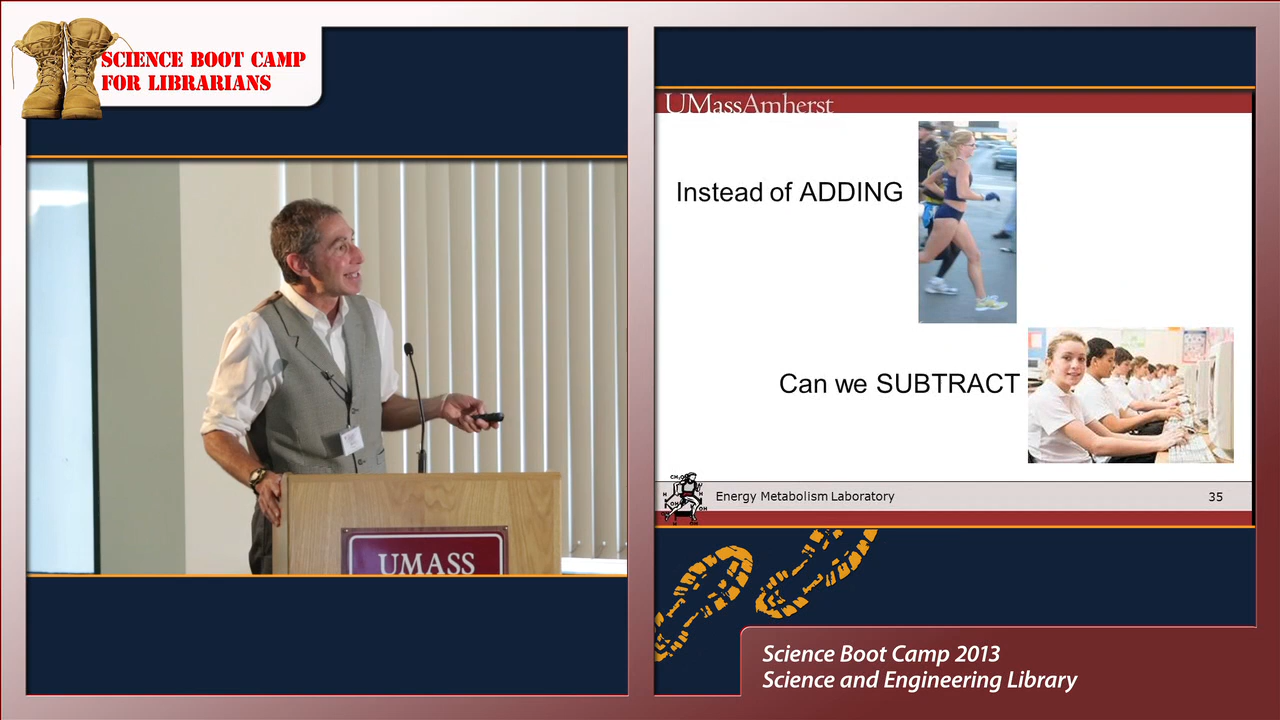 SCIENCE BOOT CAMP
FOR LIBRARIANS
UMASS
UMassAmherst
Instead of ADDING
Can we SUBTRACT
Energy Metabolism Laboratory
35
Science Boot Camp 2013
Science and Engineering Library